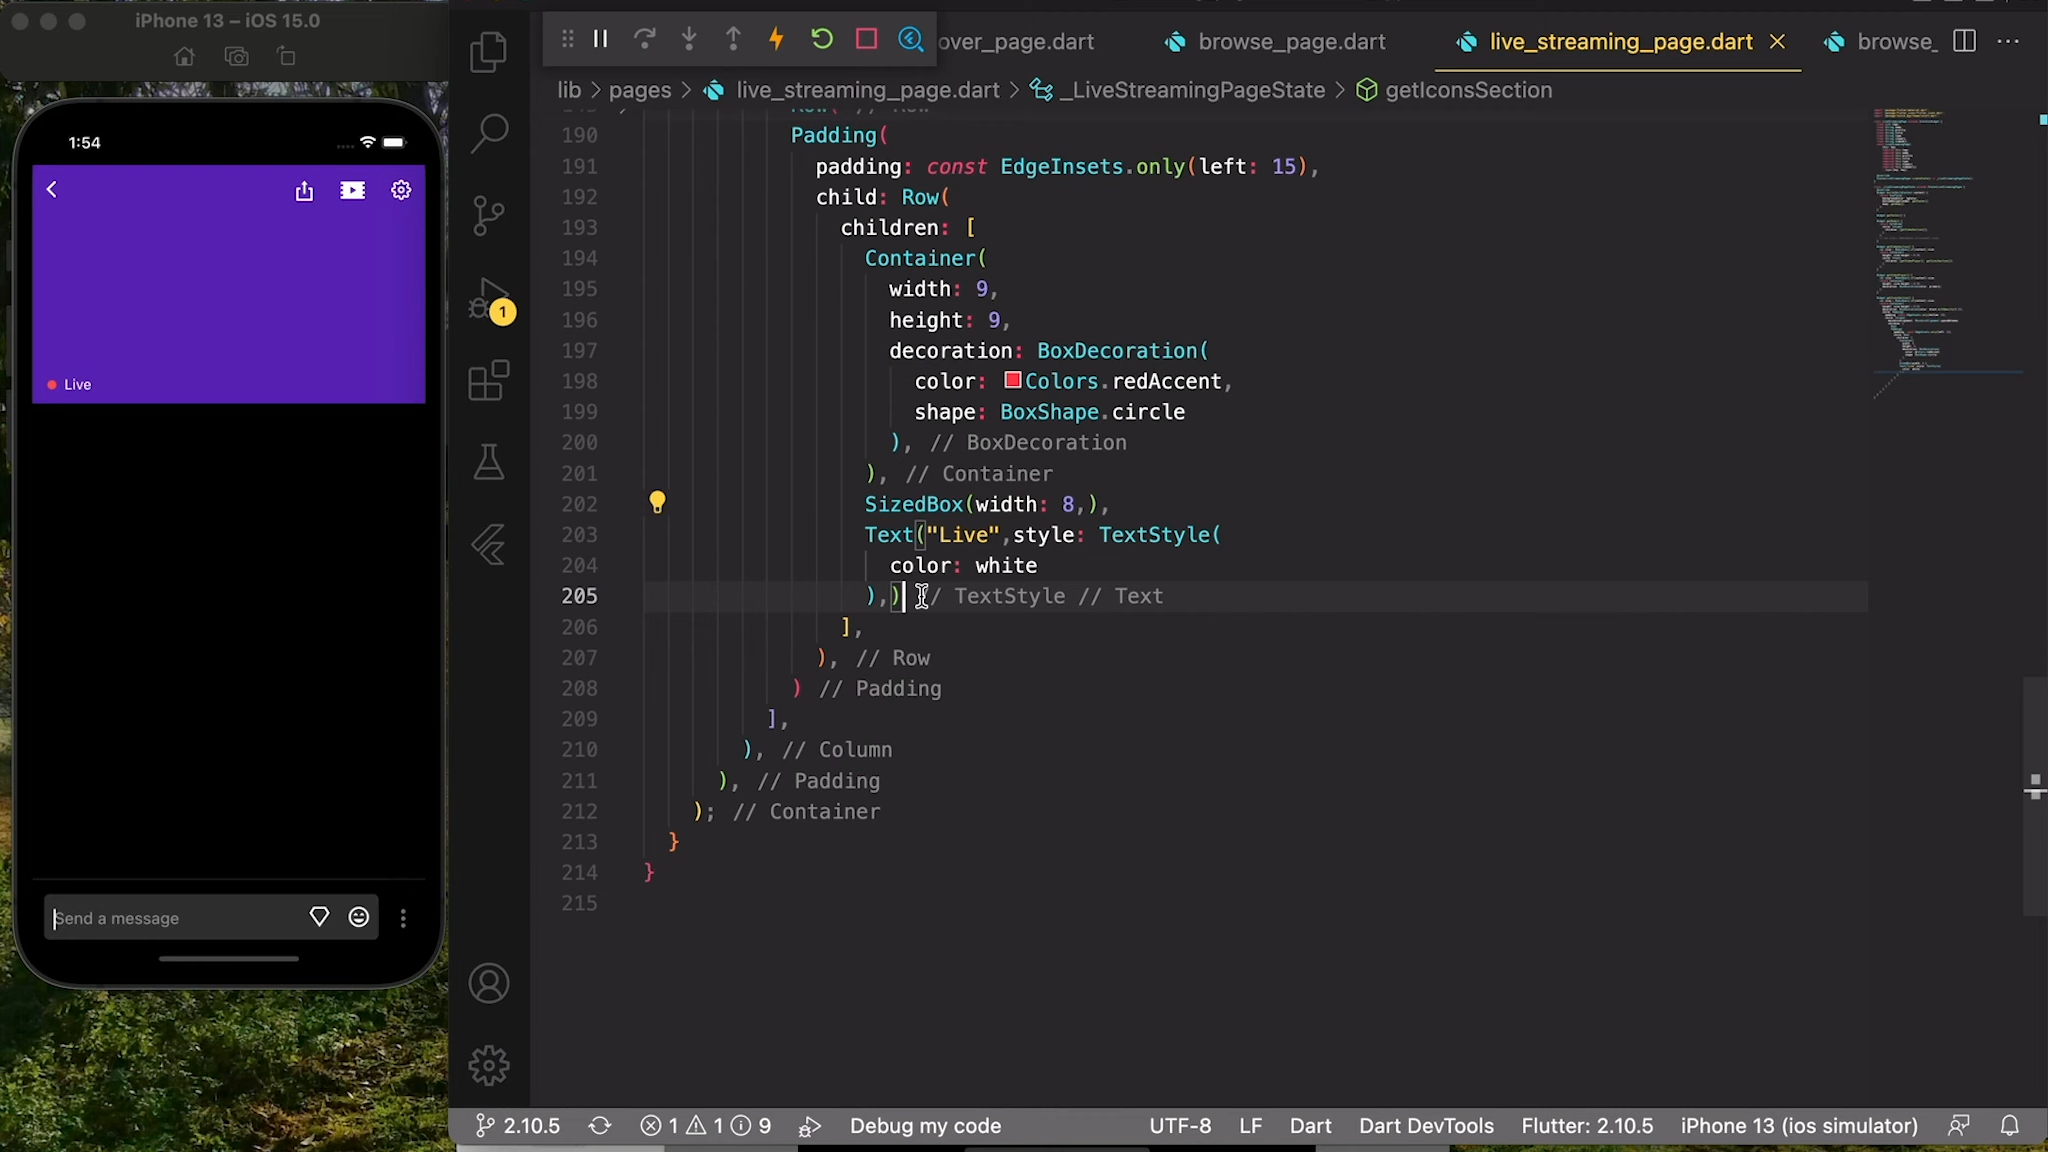 iPhone 13 – iOS 15.0
1:54
Live
Send a message
over_page.dart
browse_page.dart
live_streaming_page.dart
browse_
lib > pages > live_streaming_page.dart > _LiveStreamingPageState > getIconsSection
1
190 Padding(
191 padding: const EdgeInsets.only(left: 15),
192 child: Row(
193 children: [
194 Container(
195 width: 9,
196 height: 9,
197 decoration: BoxDecoration(
198 color: Colors.redAccent,
199 shape: BoxShape.circle
200 ), // BoxDecoration
201 ), // Container
202 SizedBox(width: 8,),
203 Text("Live",style: TextStyle(
204 color: white
205 ),) // TextStyle // Text
206 ],
207 ), // Row
208 ) // Padding
209 ],
210 ), // Column
211 ), // Padding
212 ); // Container
213 }
214 }
215
2.10.5
1 1 9
Debug my code
UTF-8
LF
Dart
Dart DevTools
Flutter: 2.10.5
iPhone 13 (ios simulator)